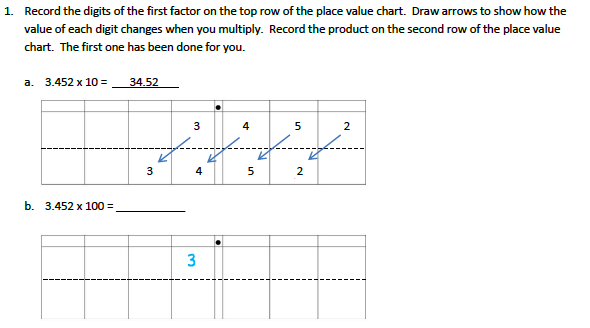 1. Record the digits of the first factor on the top row of the place value chart. Draw arrows to show how the
value of each digit changes when you multiply. Record the product on the second row of the place value
chart. The first one has been done for you.
a. 3.452 x 10 = 34.52
3 4 5 2
3 4 5 2
b. 3.452 x 100 =
3